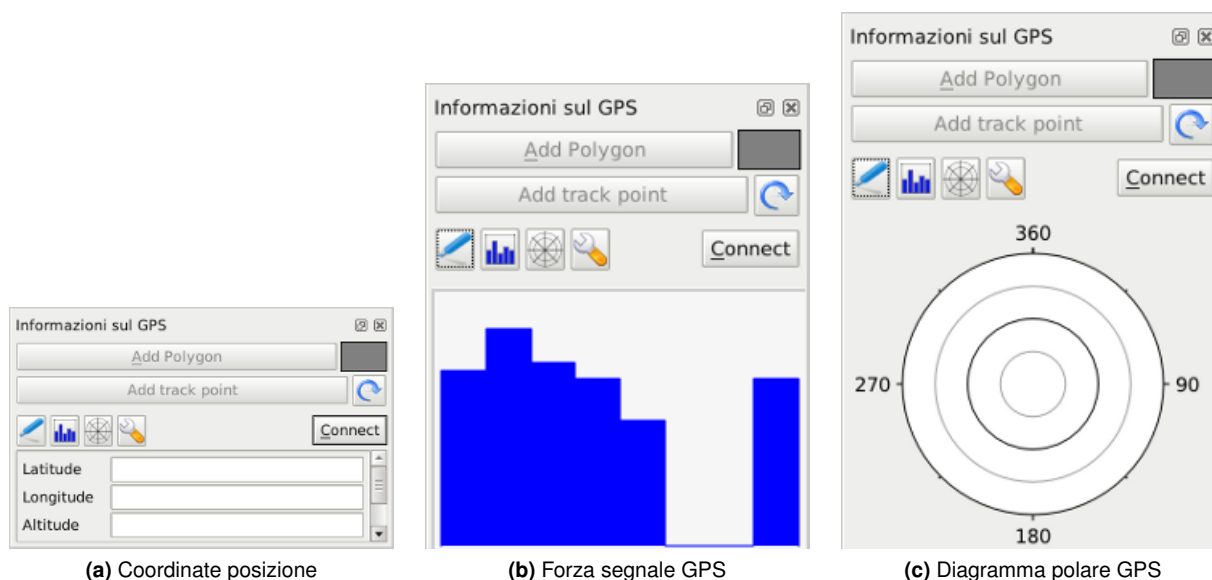 Informazioni sul GPS
Add Polygon
Add track point
Connect
Latitude
Longitude
Altitude
(a) Coordinate posizione
Informazioni sul GPS
Add Polygon
Add track point
Connect
(b) Forza segnale GPS
Informazioni sul GPS
Add Polygon
Add track point
Connect
360
270
90
180
(c) Diagramma polare GPS